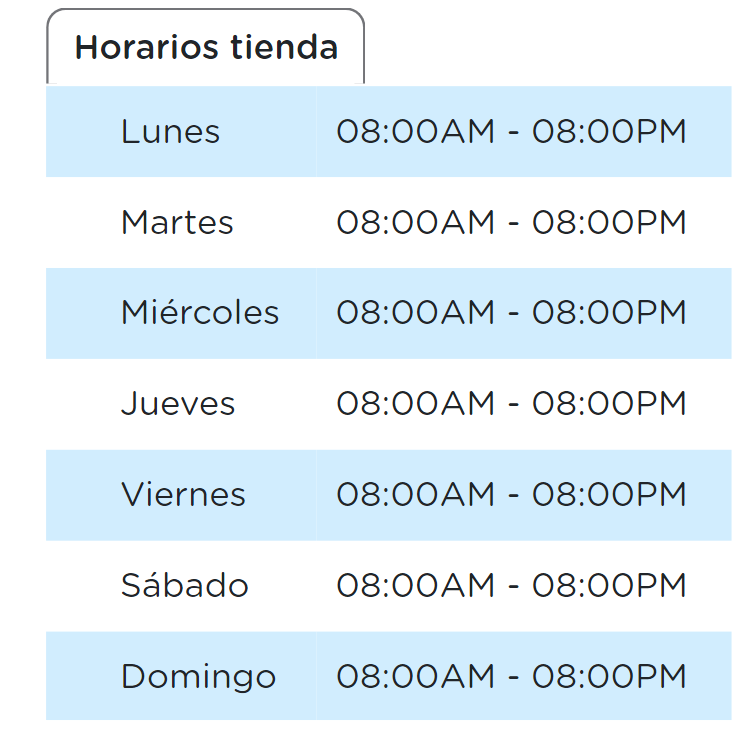 Horarios tienda
Lunes 08:00AM - 08:00PM
Martes 08:00AM - 08:00PM
Miércoles 08:00AM - 08:00PM
Jueves 08:00AM - 08:00PM
Viernes 08:00AM - 08:00PM
Sábado 08:00AM - 08:00PM
Domingo 08:00AM - 08:00PM